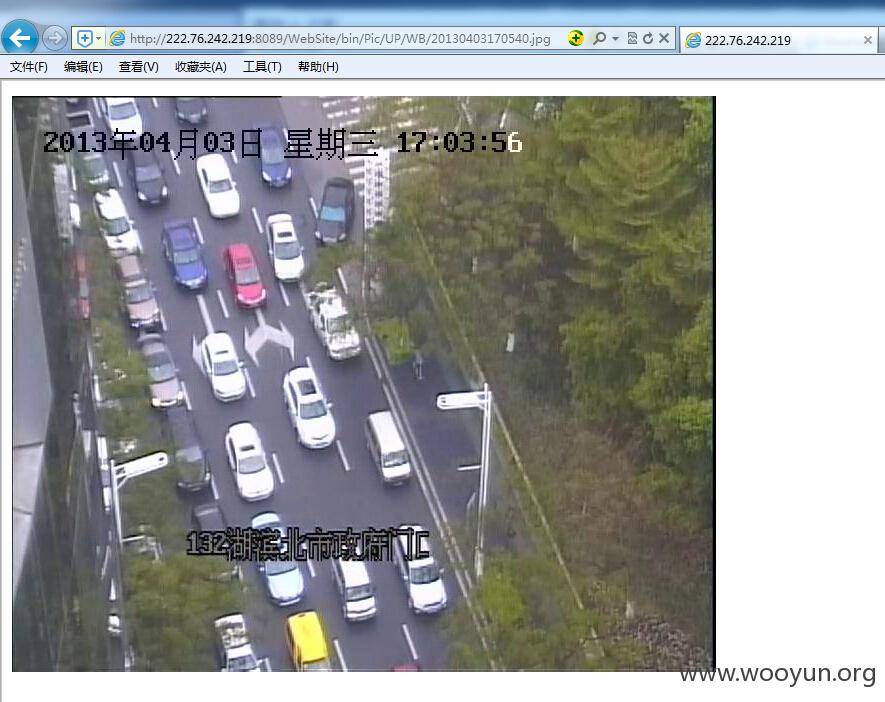 http://222.76.242.219:8089/WebSite/bin/Pic/UP/WB/20130403170540.jpg
222.76.242.219
文件(F) 编辑(E) 查看(V) 收藏夹(A) 工具(T) 帮助(H)
2013年04月03日 星期三 17:03:56
132湖滨北市政府门口
www.wooyun.org